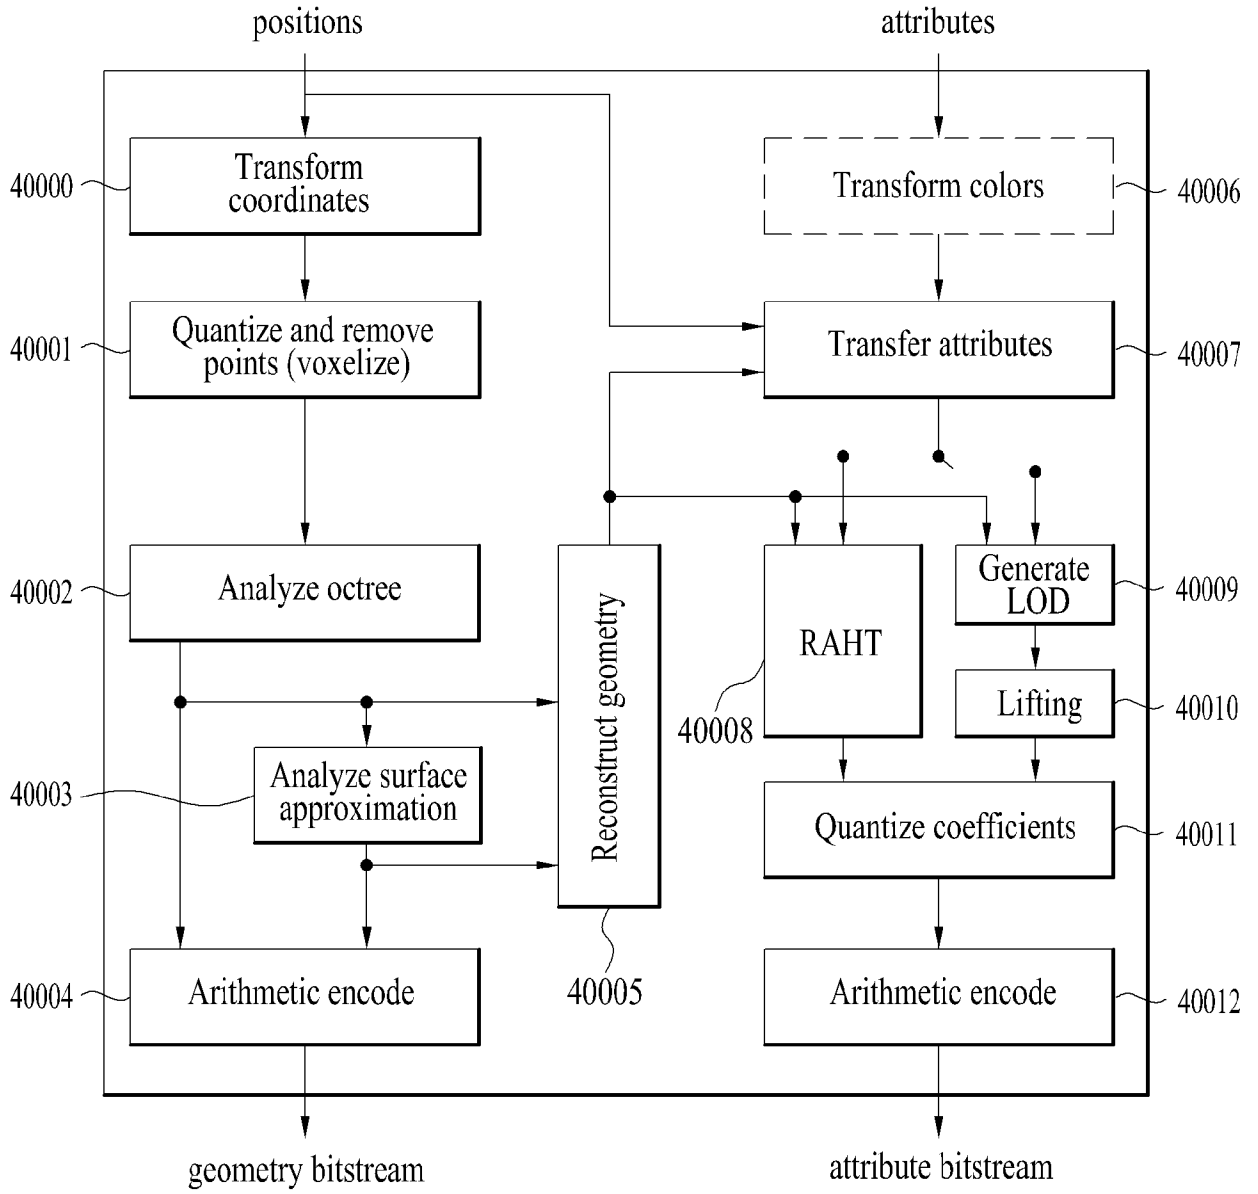 positions
attributes
40000
Transform
coordinates
Transform colors
40006
40001
Quantize and remove
points (voxelize)
Transfer attributes
40007
40002
Analyze octree
Reconstruct geometry
RAHT
Generate
LOD
40009
40008
Lifting
40010
40003
Analyze surface
approximation
Quantize coefficients
40011
40005
40004
Arithmetic encode
Arithmetic encode
40012
geometry bitstream
attribute bitstream